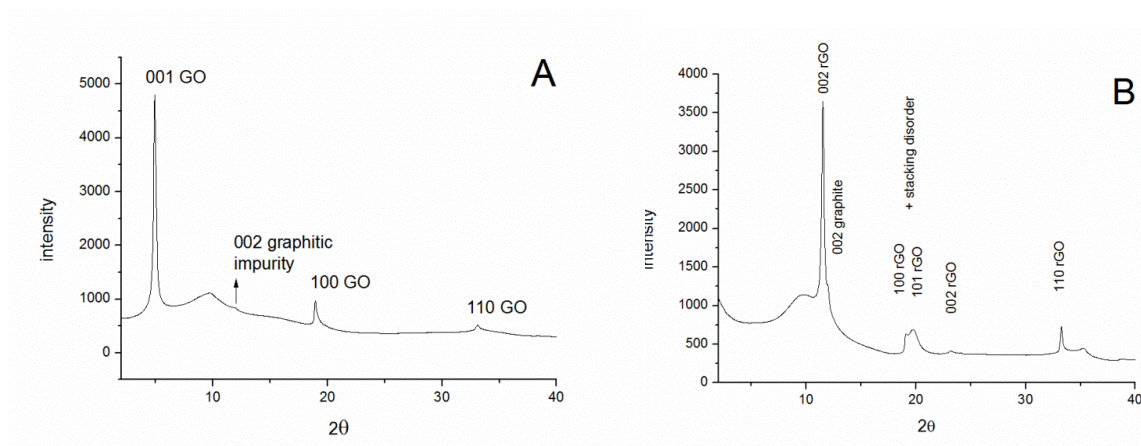 A
001 GO
5000
4000
3000
2000
1000
0
intensity
002 graphitic
impurity
100 GO
110 GO
10
20
30
40
2θ
B
002 rGO
+ stacking disorder
002 graphite
100 rGO
101 rGO
002 rGO
110 rGO
4000
3500
3000
2500
2000
1500
1000
500
0
intensity
10
20
30
40
2θ